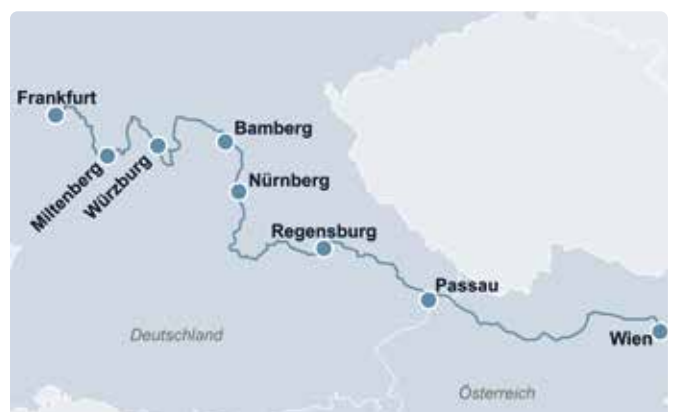 Frankfurt
Bamberg
Miltenberg
Würzburg
Nürnberg
Regensburg
Passau
Deutschland
Wien
Österreich